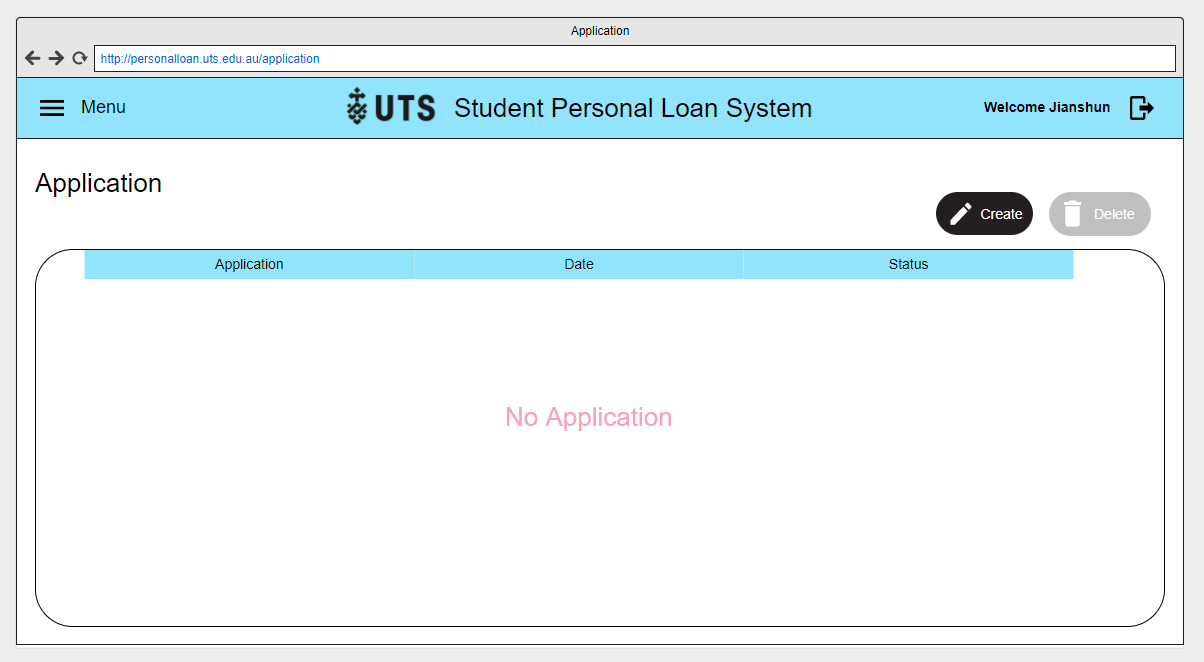 Application
http://personalloan.uts.edu.au/application
Menu
UTS Student Personal Loan System
Welcome Jianshun
Application
Create
Delete
Application Date Status
No Application